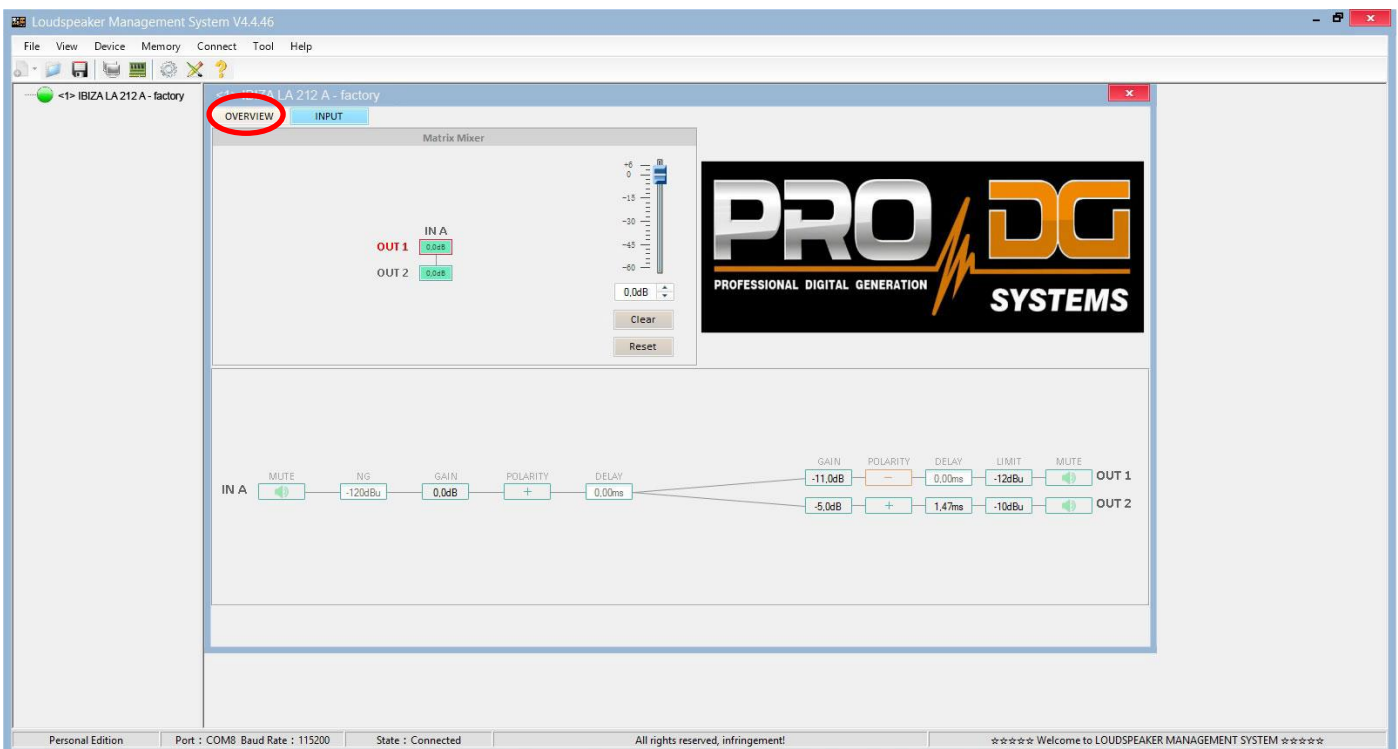 Loudspeaker Management System V4.4.46
File View Device Memory Connect Tool Help
<1> IBIZA LA 212 A - factory
<1> IBIZA LA 212 A - factory
OVERVIEW INPUT
Matrix Mixer
+6
0
-15
-30
-45
-60
IN A
OUT 1 0,0dB
OUT 2 0,0dB
0,0dB
Clear
Reset
PRO DG
PROFESSIONAL DIGITAL GENERATION
SYSTEMS
MUTE NG GAIN POLARITY DELAY
IN A -120dBu 0,0dB + 0,00ms
GAIN POLARITY DELAY LIMIT MUTE
-11,0dB − 0,00ms -12dBu OUT 1
-5,0dB + 1,47ms -10dBu OUT 2
Personal Edition Port : COM8 Baud Rate : 115200 State : Connected All rights reserved, infringement! ☆☆☆☆☆ Welcome to LOUDSPEAKER MANAGEMENT SYSTEM ☆☆☆☆☆